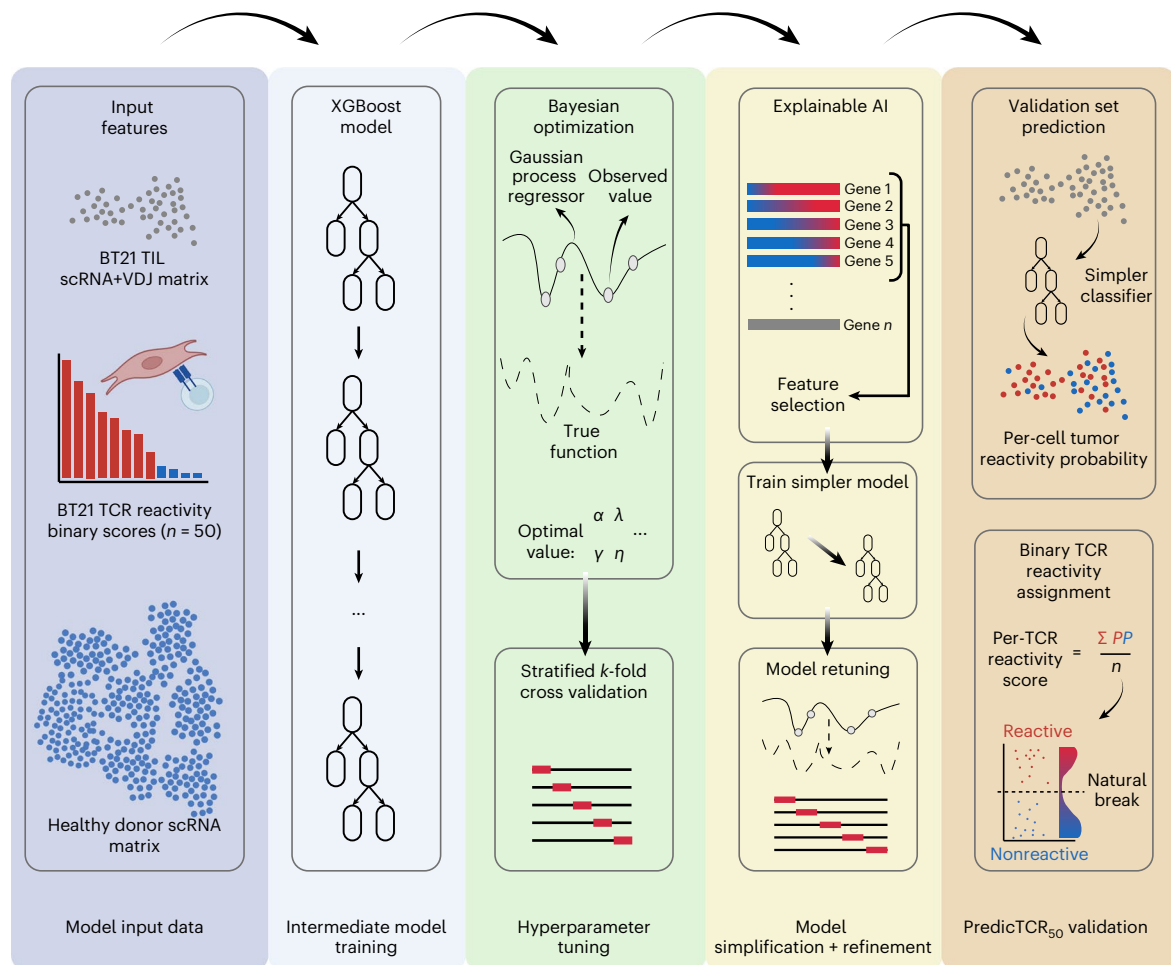 Input
features
BT21 TIL
scRNA+VDJ matrix
BT21 TCR reactivity
binary scores (n = 50)
Healthy donor scRNA
matrix
Model input data
XGBoost
model
...
Intermediate model
training
Bayesian
optimization
Gaussian
process
regressor
Observed
value
True
function
Optimal
value:
α λ
γ η
...
Stratified k-fold
cross validation
Hyperparameter
tuning
Explainable AI
Gene 1
Gene 2
Gene 3
Gene 4
Gene 5
Gene n
Feature
selection
Train simpler model
Model retuning
Model
simplification + refinement
Validation set
prediction
Simpler
classifier
Per-cell tumor
reactivity probability
Binary TCR
reactivity
assignment
Per-TCR
reactivity
score
= Σ PP
n
Reactive
Natural
break
Nonreactive
PredicTCR₅₀ validation